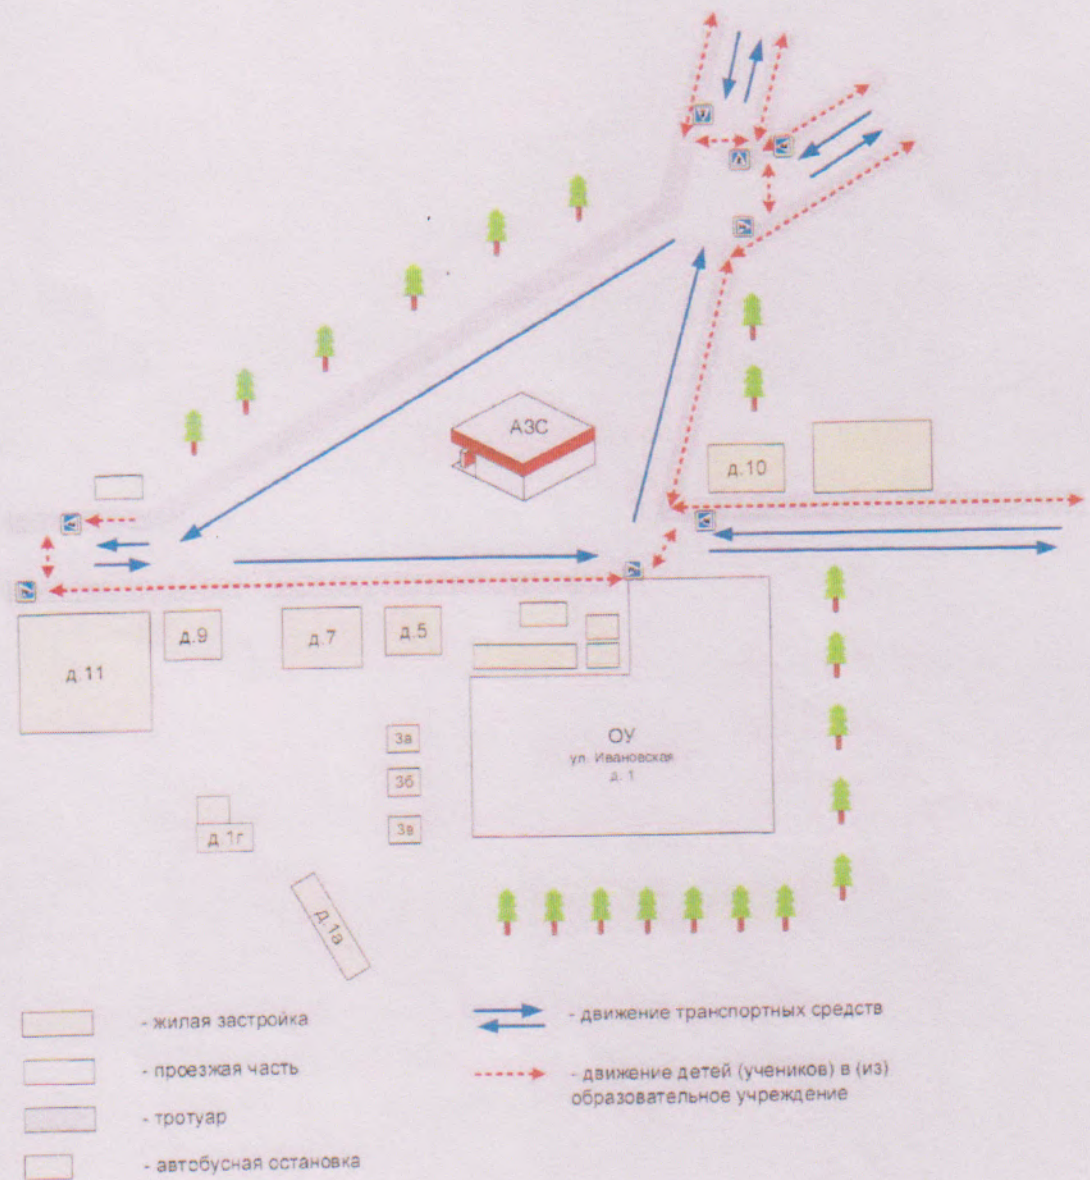 АЗС
д.10
д.9
д.7
д.5
д.11
3а
3б
3в
ОУ
ул. Ивановская
д. 1
д.1г
д.1а
- жилая застройка
- проезжая часть
- тротуар
- автобусная остановка
- движение транспортных средств
- движение детей (учеников) в (из)
образовательное учреждение